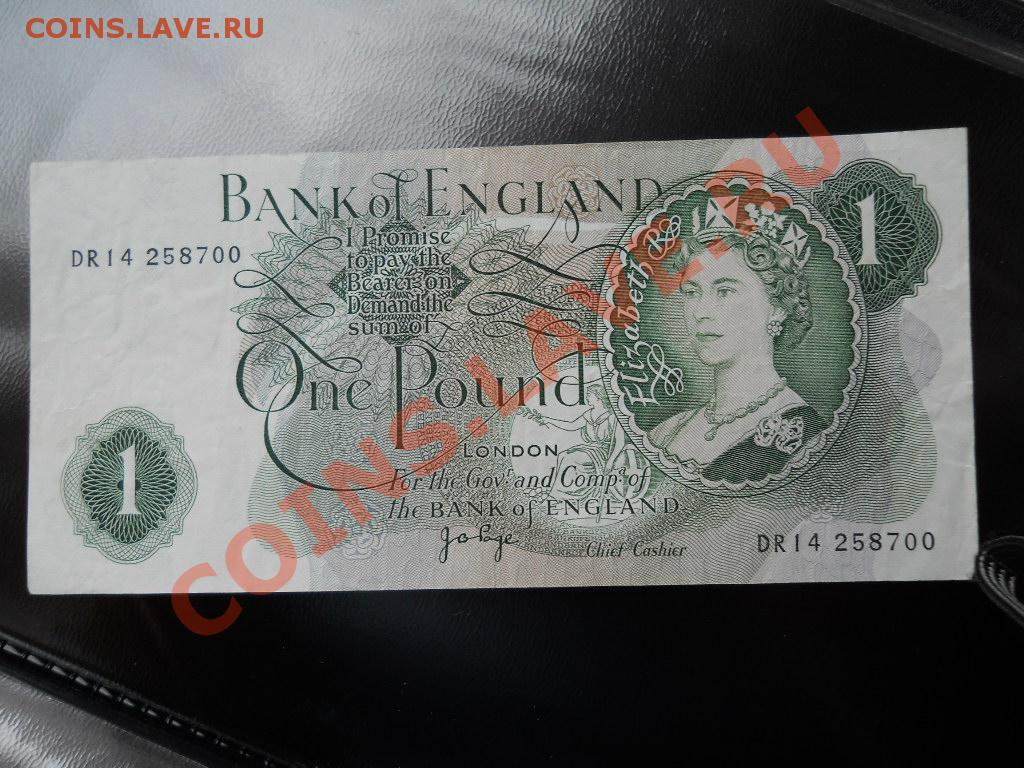 COINS.LAVE.RU
BANK of ENGLAND
DR14 258700
I Promise
to pay the
Bearer on
Demand the
sum of
One Pound
LONDON
For the Govr. and Compa. of
the BANK of ENGLAND
Chief Cashier
1
Elizabeth R
1
DR14 258700
COINS.LAVE.RU